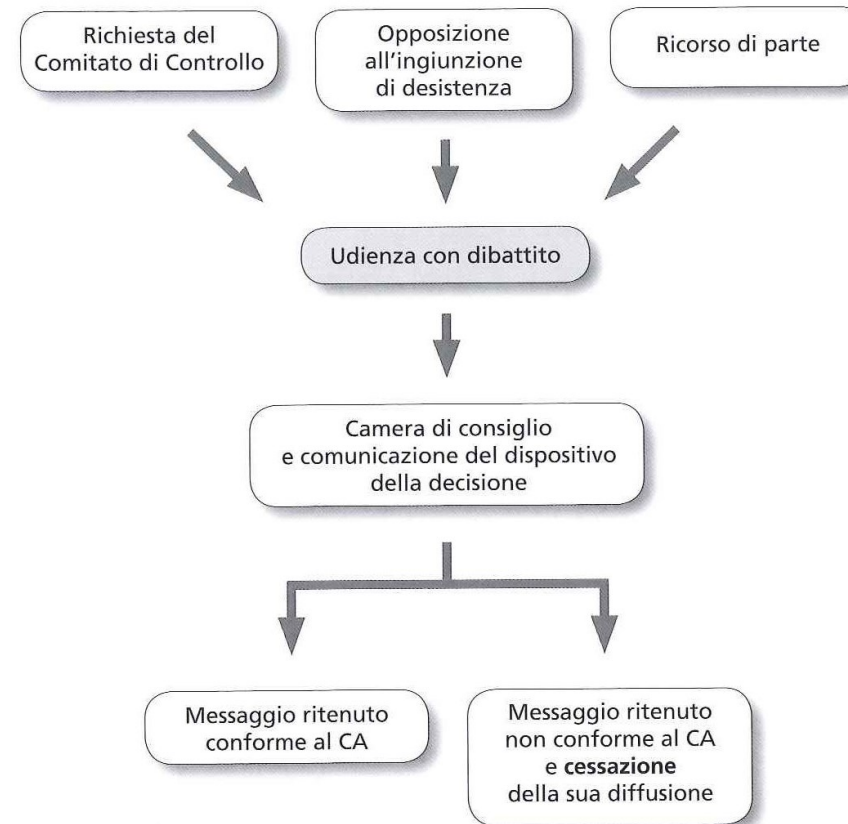 Richiesta del
Comitato di Controllo
Opposizione
all'ingiunzione
di desistenza
Ricorso di parte
Udienza con dibattito
Camera di consiglio
e comunicazione del dispositivo
della decisione
Messaggio ritenuto
conforme al CA
Messaggio ritenuto
non conforme al CA
e cessazione
della sua diffusione